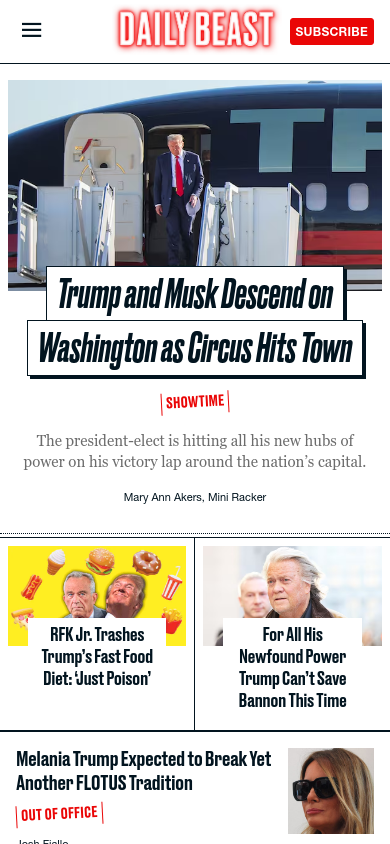 DAILY BEAST
SUBSCRIBE
TR
Trump and Musk Descend on
Washington as Circus Hits Town
SHOWTIME
The president-elect is hitting all his new hubs of
power on his victory lap around the nation’s capital.
Mary Ann Akers, Mini Racker
RFK Jr. Trashes
Trump’s Fast Food
Diet: ‘Just Poison’
For All His
Newfound Power
Trump Can’t Save
Bannon This Time
Melania Trump Expected to Break Yet
Another FLOTUS Tradition
OUT OF OFFICE
Josh Fiallo